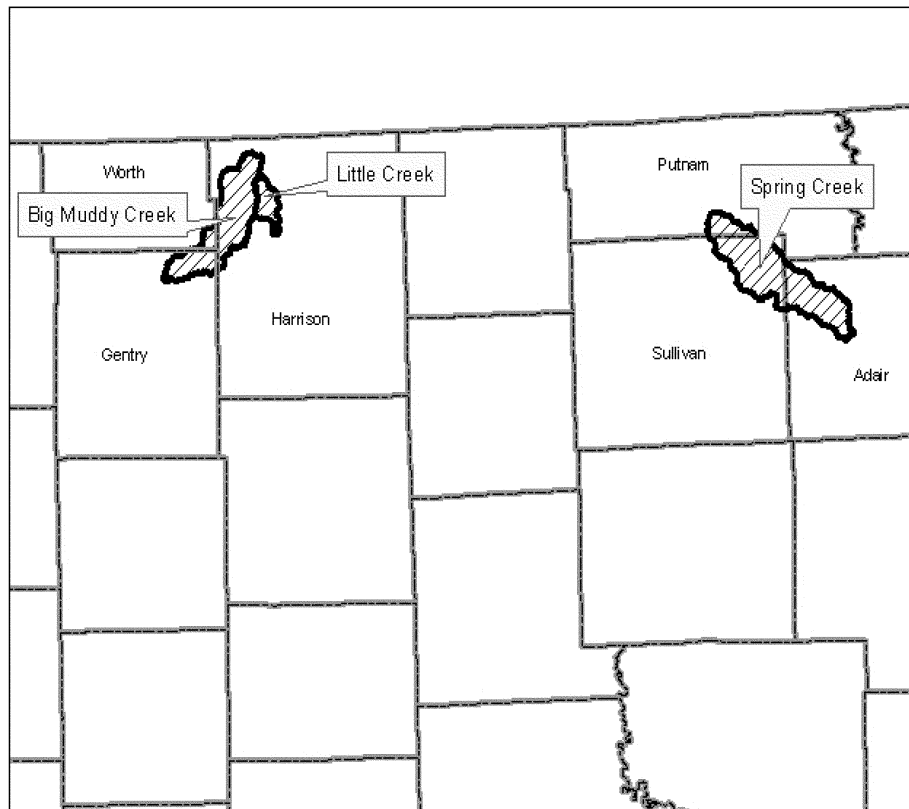 Worth
Putnam
Little Creek
Spring Creek
Big Muddy Creek
Harrison
Gentry
Sullivan
Adair